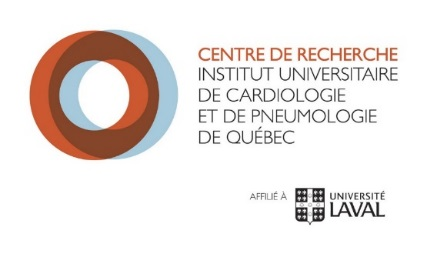 CENTRE DE RECHERCHE
INSTITUT UNIVERSITAIRE
DE CARDIOLOGIE
ET DE PNEUMOLOGIE
DE QUÉBEC
AFFILIÉ À
UNIVERSITÉ
LAVAL